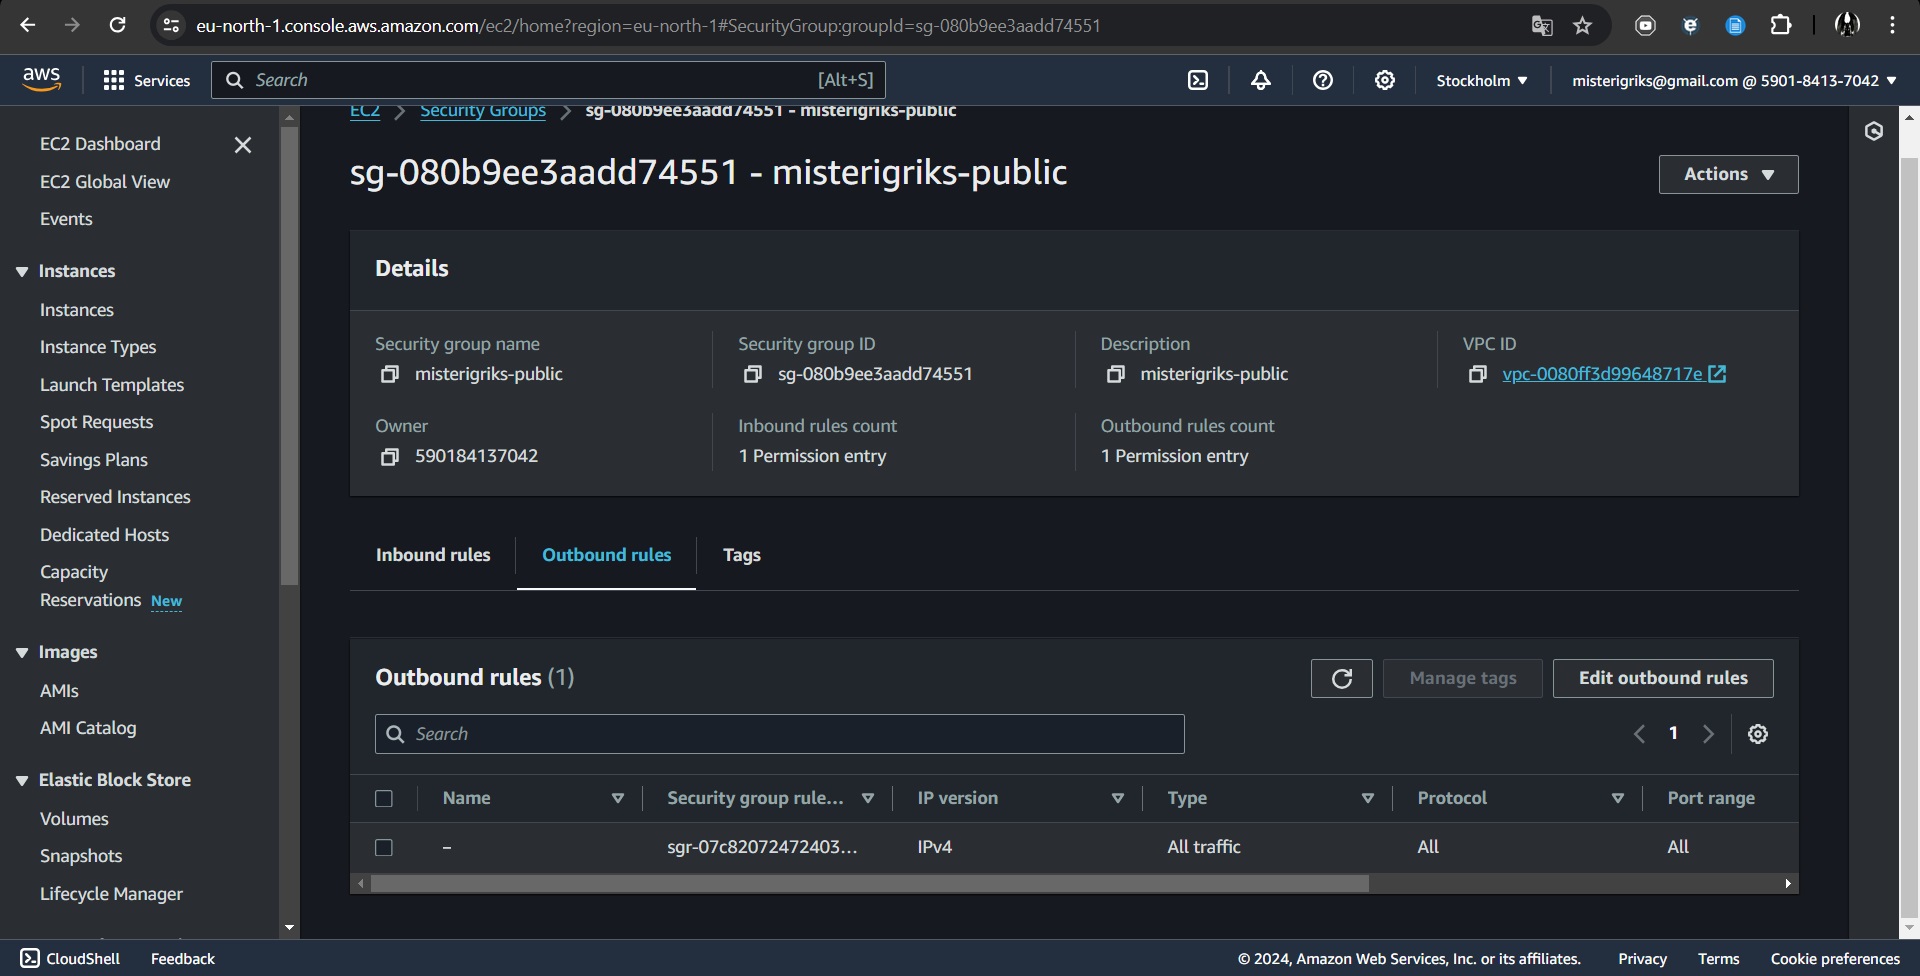 eu-north-1.console.aws.amazon.com/ec2/home?region=eu-north-1#SecurityGroup:groupId=sg-080b9ee3aadd74551
aws
Services
Search
[Alt+S]
Stockholm
misterigriks@gmail.com @ 5901-8413-7042
EC2 Dashboard
EC2 Global View
Events
Instances
Instances
Instance Types
Launch Templates
Spot Requests
Savings Plans
Reserved Instances
Dedicated Hosts
Capacity
Reservations New
Images
AMIs
AMI Catalog
Elastic Block Store
Volumes
Snapshots
Lifecycle Manager
EC2 > Security Groups > sg-080b9ee3aadd74551 - misterigriks-public
sg-080b9ee3aadd74551 - misterigriks-public
Actions
Details
Security group name
misterigriks-public
Security group ID
sg-080b9ee3aadd74551
Description
misterigriks-public
VPC ID
vpc-0080ff3d99648717e
Owner
590184137042
Inbound rules count
1 Permission entry
Outbound rules count
1 Permission entry
Inbound rules
Outbound rules
Tags
Outbound rules (1)
Manage tags
Edit outbound rules
Search
1
Name
Security group rule...
IP version
Type
Protocol
Port range
–
sgr-07c82072472403...
IPv4
All traffic
All
All
CloudShell
Feedback
© 2024, Amazon Web Services, Inc. or its affiliates.
Privacy
Terms
Cookie preferences